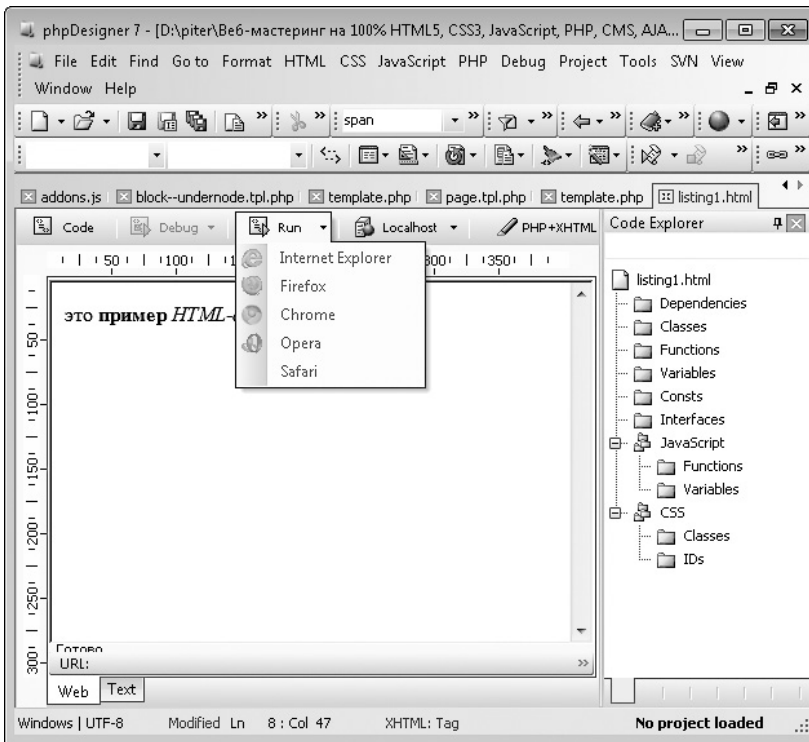 phpDesigner 7 - [D:\piter\Веб-мастеринг на 100% HTML5, CSS3, JavaScript, PHP, CMS, AJA...
File Edit Find Go to Format HTML CSS JavaScript PHP Debug Project Tools SVN View
Window Help
span
addons.js block--undernode.tpl.php template.php page.tpl.php template.php listing1.html
Code Debug Run Localhost PHP+XHTML Code Explorer
50 100 300 350
Internet Explorer
Firefox
Chrome
Opera
Safari
это пример HTML-
listing1.html
Dependencies
Classes
Functions
Variables
Consts
Interfaces
JavaScript
Functions
Variables
CSS
Classes
IDs
50
100
150
200
250
300
Готово
URL:
Web Text
Windows | UTF-8 Modified Ln 8 : Col 47 XHTML: Tag No project loaded